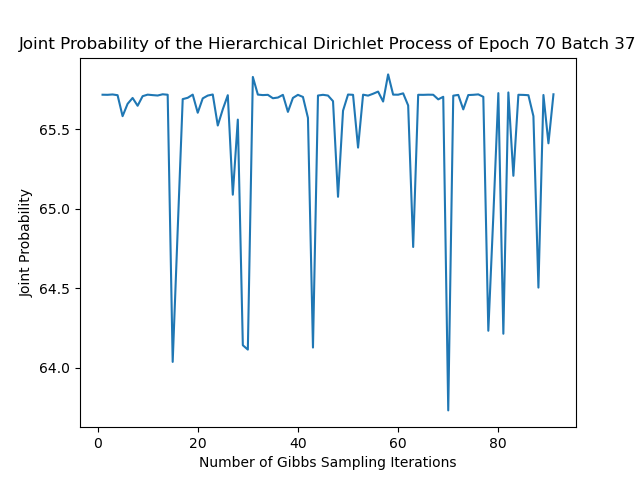 Joint Probability of the Hierarchical Dirichlet Process of Epoch 70 Batch 37
65.5
65.0
64.5
64.0
Joint Probability
0 20 40 60 80
Number of Gibbs Sampling Iterations